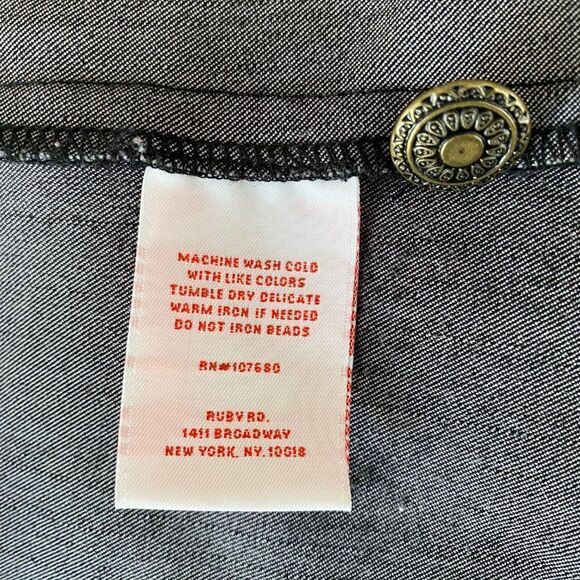 MACHINE WASH COLD
WITH LIKE COLORS
TUMBLE DRY DELICATE
WARM IRON IF NEEDED
DO NOT IRON BEADS
RN#107680
RUBY RD.
1411 BROADWAY
NEW YORK, NY. 10018